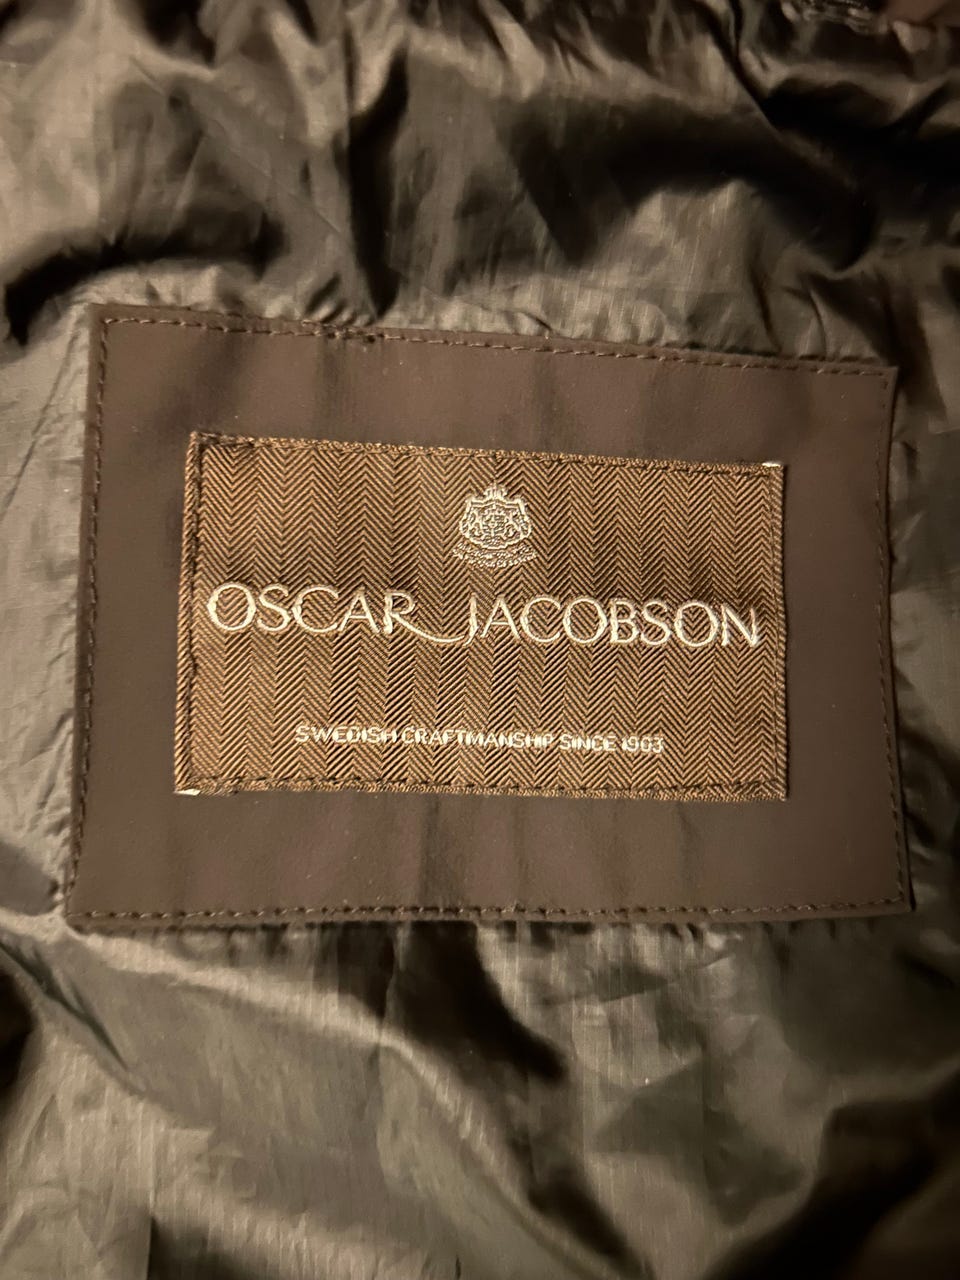 OSCAR JACOBSON
SWEDISH CRAFTMANSHIP SINCE 1903